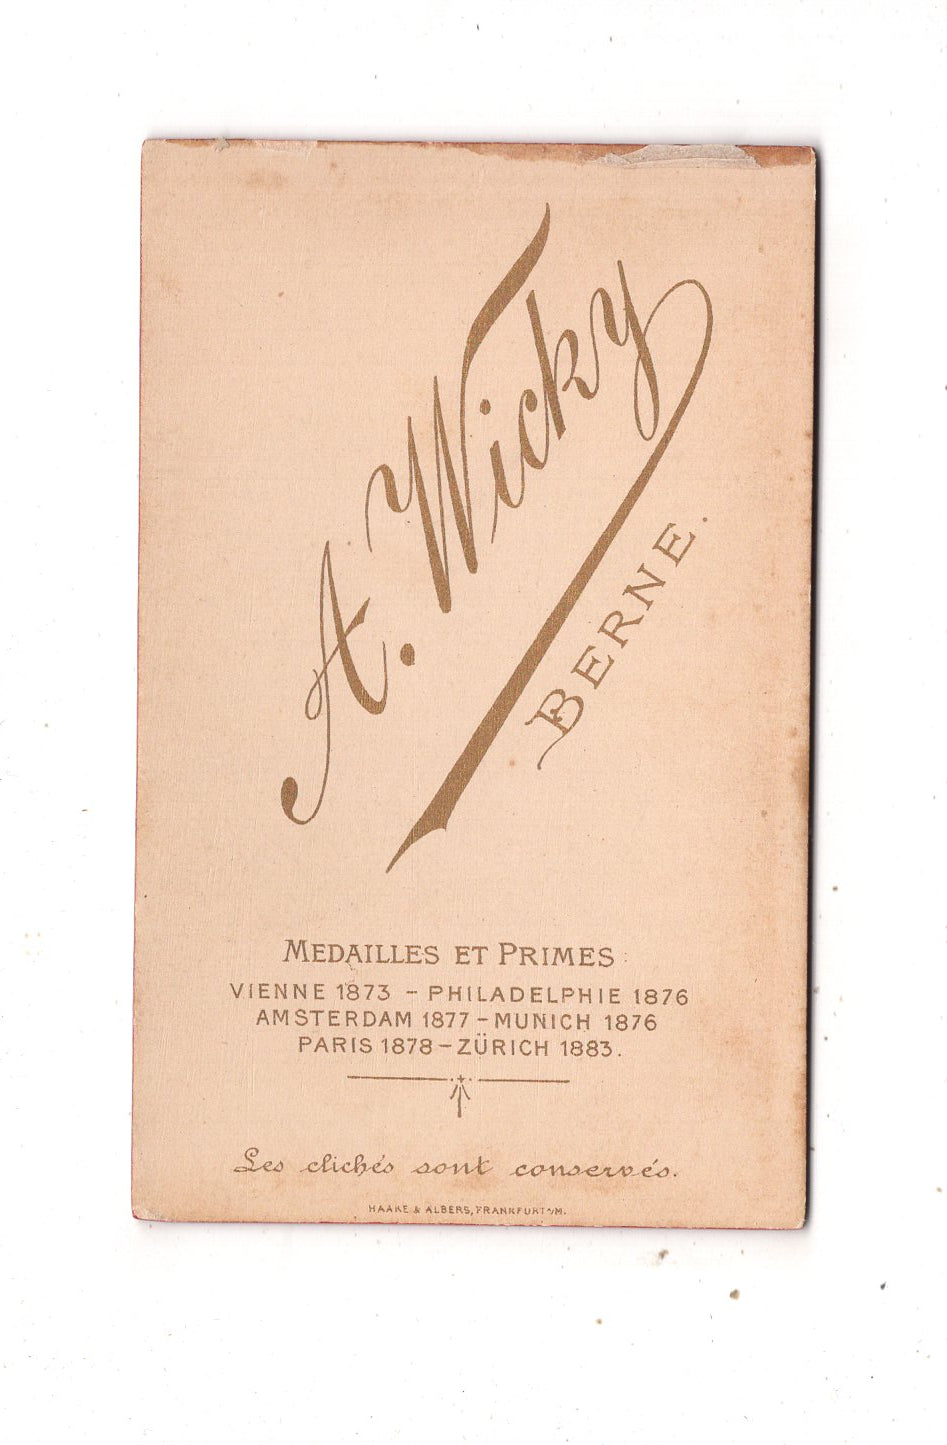 A. Wicky
BERNE.
MEDAILLES ET PRIMES:
VIENNE 1873 - PHILADELPHIE 1876
AMSTERDAM 1877 - MUNICH 1876
PARIS 1878 - ZÜRICH 1883.
Les clichés sont conservés.
HAAKE & ALBERS, FRANKFURT a/M.